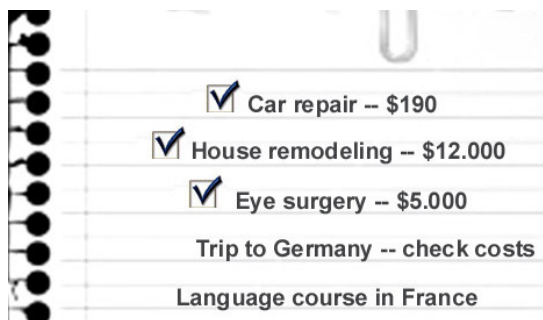 Car repair -- $190
House remodeling -- $12.000
Eye surgery -- $5.000
Trip to Germany -- check costs
Language course in France